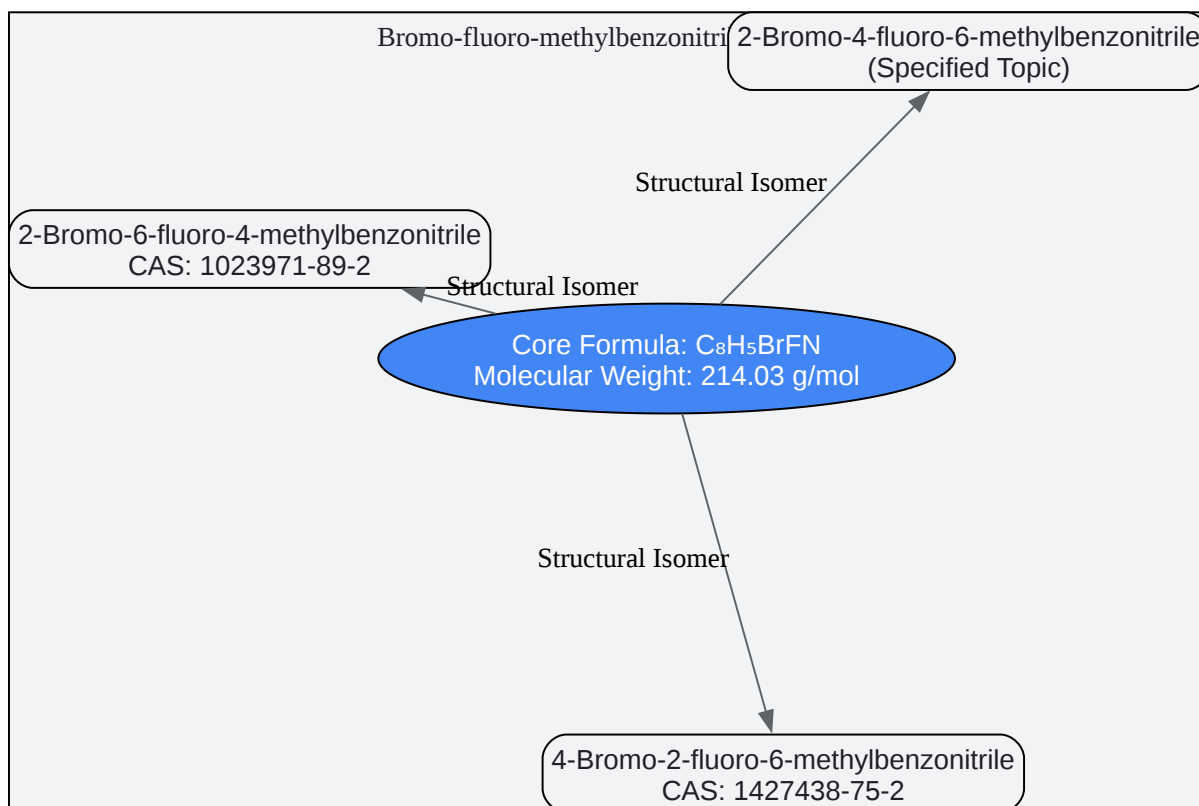 Bromo-fluoro-methylbenzonitri
2-Bromo-4-fluoro-6-methylbenzonitrile
(Specified Topic)
Structural Isomer
2-Bromo-6-fluoro-4-methylbenzonitrile
CAS: 1023971-89-2
Structural Isomer
Core Formula: C₈H₅BrFN
Molecular Weight: 214.03 g/mol
Structural Isomer
4-Bromo-2-fluoro-6-methylbenzonitrile
CAS: 1427438-75-2